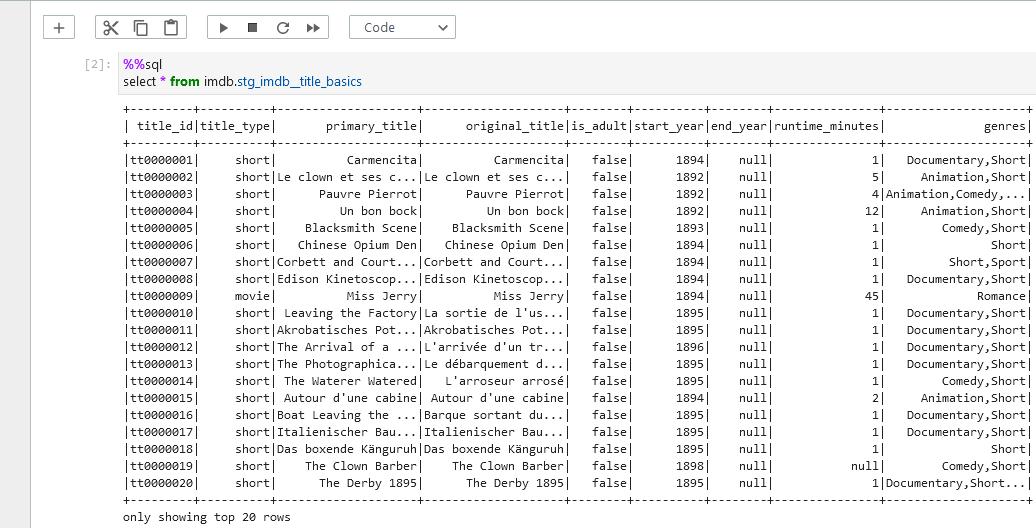 Code
[2]:
%%sql
select * from imdb.stg_imdb__title_basics
+---------+----------+--------------------+--------------------+--------+----------+--------+---------------+--------------------+
| title_id|title_type|       primary_title|      original_title|is_adult|start_year|end_year|runtime_minutes|              genres|
+---------+----------+--------------------+--------------------+--------+----------+--------+---------------+--------------------+
|tt0000001|     short|          Carmencita|          Carmencita|   false|      1894|    null|              1|   Documentary,Short|
|tt0000002|     short|Le clown et ses c...|Le clown et ses c...|   false|      1892|    null|              5|     Animation,Short|
|tt0000003|     short|      Pauvre Pierrot|      Pauvre Pierrot|   false|      1892|    null|              4|Animation,Comedy,...|
|tt0000004|     short|         Un bon bock|         Un bon bock|   false|      1892|    null|             12|     Animation,Short|
|tt0000005|     short|    Blacksmith Scene|    Blacksmith Scene|   false|      1893|    null|              1|        Comedy,Short|
|tt0000006|     short|   Chinese Opium Den|   Chinese Opium Den|   false|      1894|    null|              1|               Short|
|tt0000007|     short|Corbett and Court...|Corbett and Court...|   false|      1894|    null|              1|         Short,Sport|
|tt0000008|     short|Edison Kinetoscop...|Edison Kinetoscop...|   false|      1894|    null|              1|   Documentary,Short|
|tt0000009|     movie|          Miss Jerry|          Miss Jerry|   false|      1894|    null|             45|             Romance|
|tt0000010|     short| Leaving the Factory|La sortie de l'us...|   false|      1895|    null|              1|   Documentary,Short|
|tt0000011|     short|Akrobatisches Pot...|Akrobatisches Pot...|   false|      1895|    null|              1|   Documentary,Short|
|tt0000012|     short|The Arrival of a ...|L'arrivée d'un tr...|   false|      1896|    null|              1|   Documentary,Short|
|tt0000013|     short|The Photographica...|Le débarquement d...|   false|      1895|    null|              1|   Documentary,Short|
|tt0000014|     short| The Waterer Watered|   L'arroseur arrosé|   false|      1895|    null|              1|        Comedy,Short|
|tt0000015|     short| Autour d'une cabine| Autour d'une cabine|   false|      1894|    null|              2|     Animation,Short|
|tt0000016|     short|Boat Leaving the ...|Barque sortant du...|   false|      1895|    null|              1|   Documentary,Short|
|tt0000017|     short|Italienischer Bau...|Italienischer Bau...|   false|      1895|    null|              1|   Documentary,Short|
|tt0000018|     short|Das boxende Känguruh|Das boxende Känguruh|   false|      1895|    null|              1|               Short|
|tt0000019|     short|    The Clown Barber|    The Clown Barber|   false|      1898|    null|           null|        Comedy,Short|
|tt0000020|     short|      The Derby 1895|      The Derby 1895|   false|      1895|    null|              1|Documentary,Short...|
+---------+----------+--------------------+--------------------+--------+----------+--------+---------------+--------------------+
only showing top 20 rows